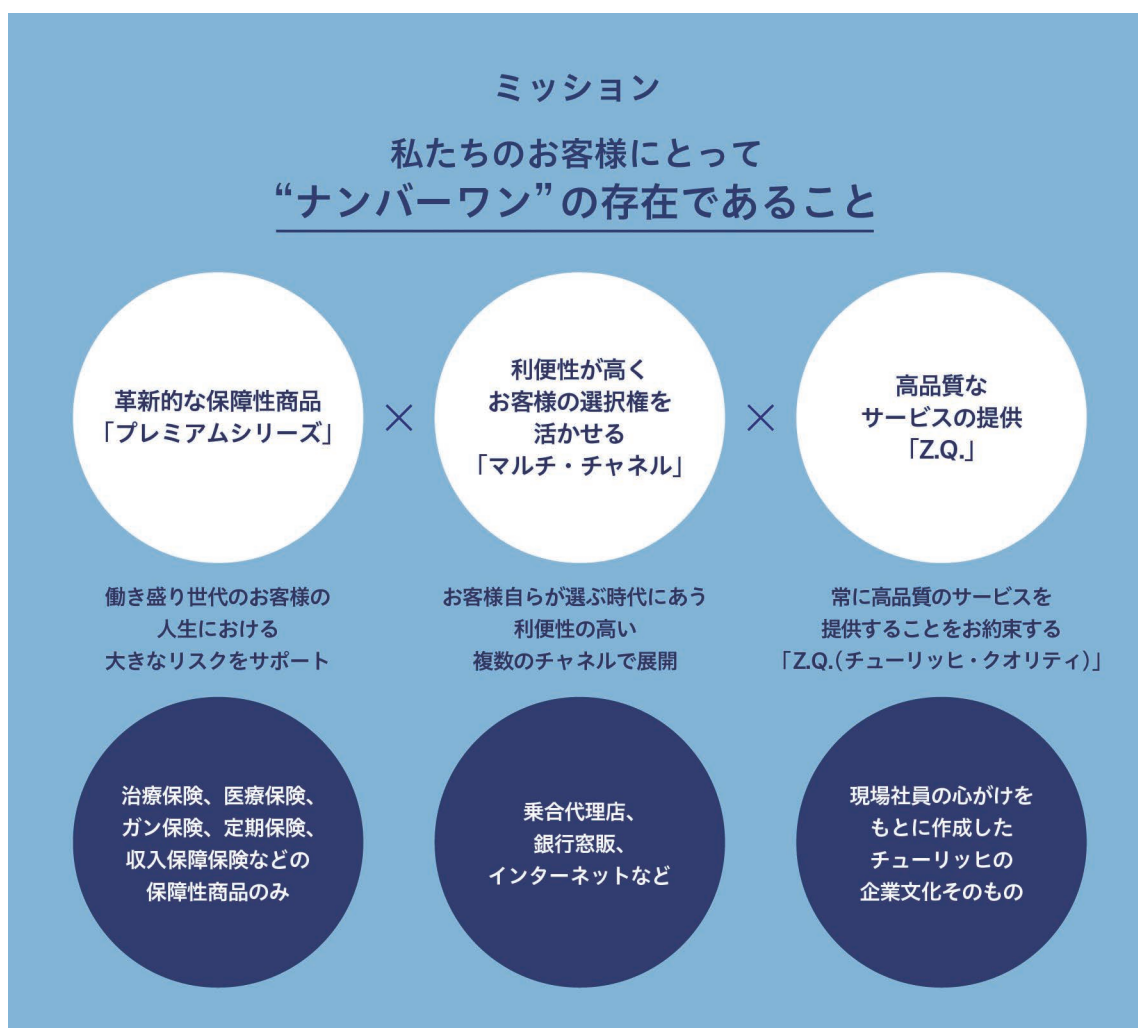 ミッション
私たちのお客様にとって
“ナンバーワン”の存在であること
革新的な保障性商品
「プレミアムシリーズ」
×
利便性が高く
お客様の選択権を
活かせる
「マルチ・チャネル」
×
高品質な
サービスの提供
「Z.Q.」
働き盛り世代のお客様の
人生における
大きなリスクをサポート
お客様自らが選ぶ時代にあう
利便性の高い
複数のチャネルで展開
常に高品質のサービスを
提供することをお約束する
「Z.Q.(チューリッヒ・クオリティ)」
治療保険、医療保険、
ガン保険、定期保険、
収入保障保険などの
保障性商品のみ
乗合代理店、
銀行窓販、
インターネットなど
現場社員の心がけを
もとに作成した
チューリッヒの
企業文化そのもの